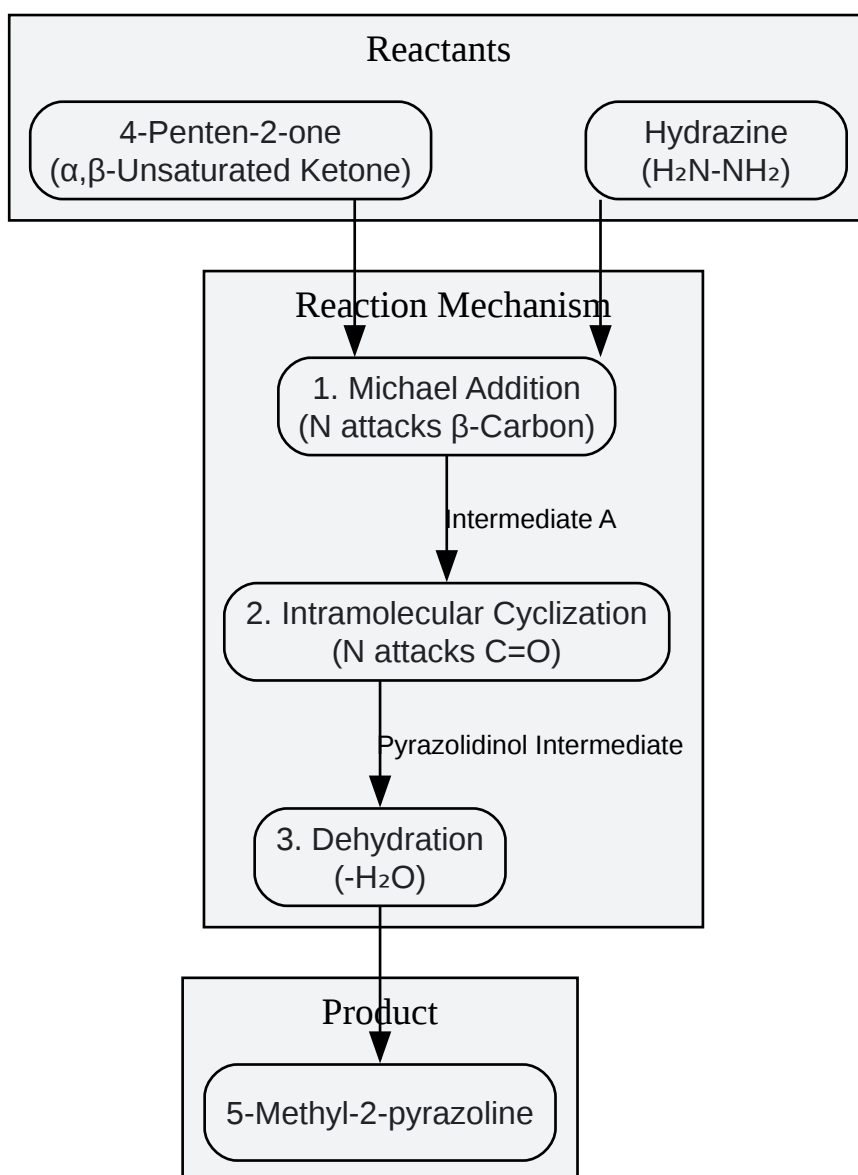 Reactants
4-Penten-2-one
(α,β-Unsaturated Ketone)
Hydrazine
(H₂N-NH₂)
Reaction Mechanism
1. Michael Addition
(N attacks β-Carbon)
Intermediate A
2. Intramolecular Cyclization
(N attacks C=O)
Pyrazolidinol Intermediate
3. Dehydration
(-H₂O)
Product
5-Methyl-2-pyrazoline